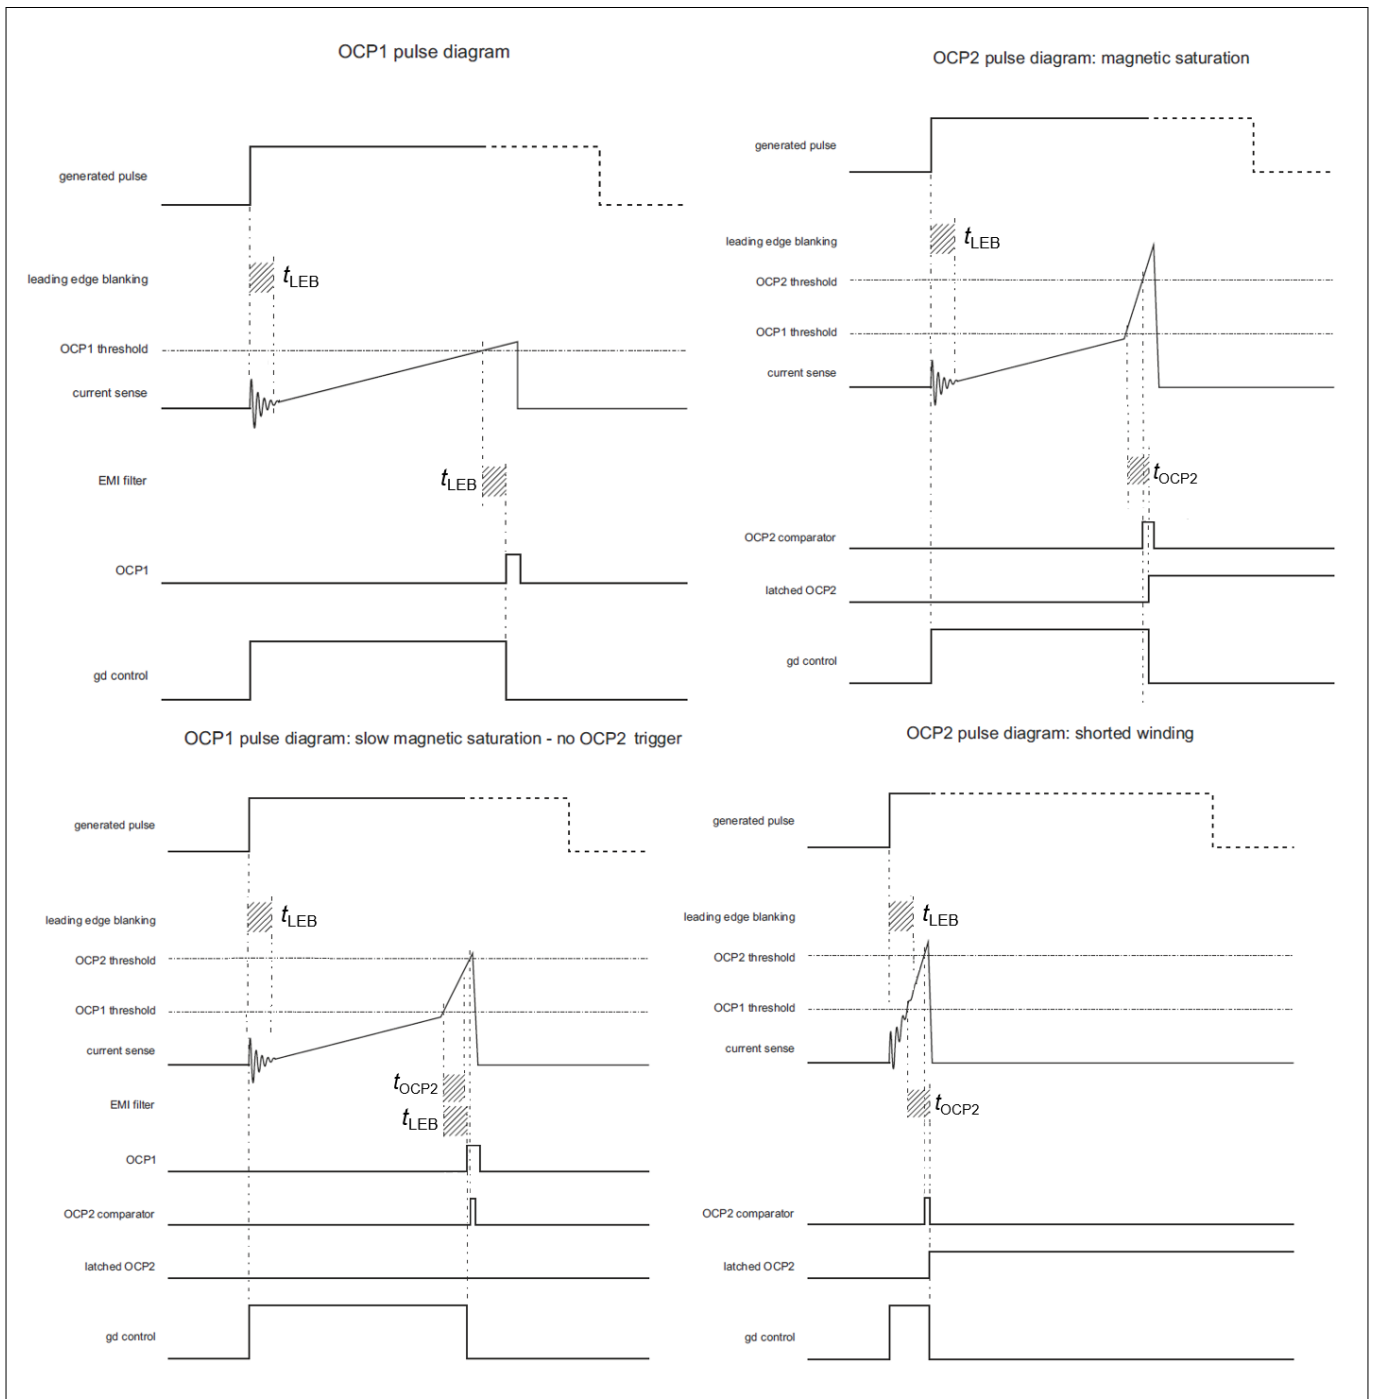 OCP1 pulse diagram
generated pulse
leading edge blanking
tLEB
OCP1 threshold
current sense
EMI filter
tLEB
OCP1
gd control
OCP2 pulse diagram: magnetic saturation
generated pulse
leading edge blanking
tLEB
OCP2 threshold
OCP1 threshold
current sense
tOCP2
OCP2 comparator
latched OCP2
gd control
OCP1 pulse diagram: slow magnetic saturation - no OCP2 trigger
generated pulse
leading edge blanking
tLEB
OCP2 threshold
OCP1 threshold
current sense
tOCP2
EMI filter
tLEB
OCP1
OCP2 comparator
latched OCP2
gd control
OCP2 pulse diagram: shorted winding
generated pulse
leading edge blanking
tLEB
OCP2 threshold
OCP1 threshold
current sense
tOCP2
OCP2 comparator
latched OCP2
gd control